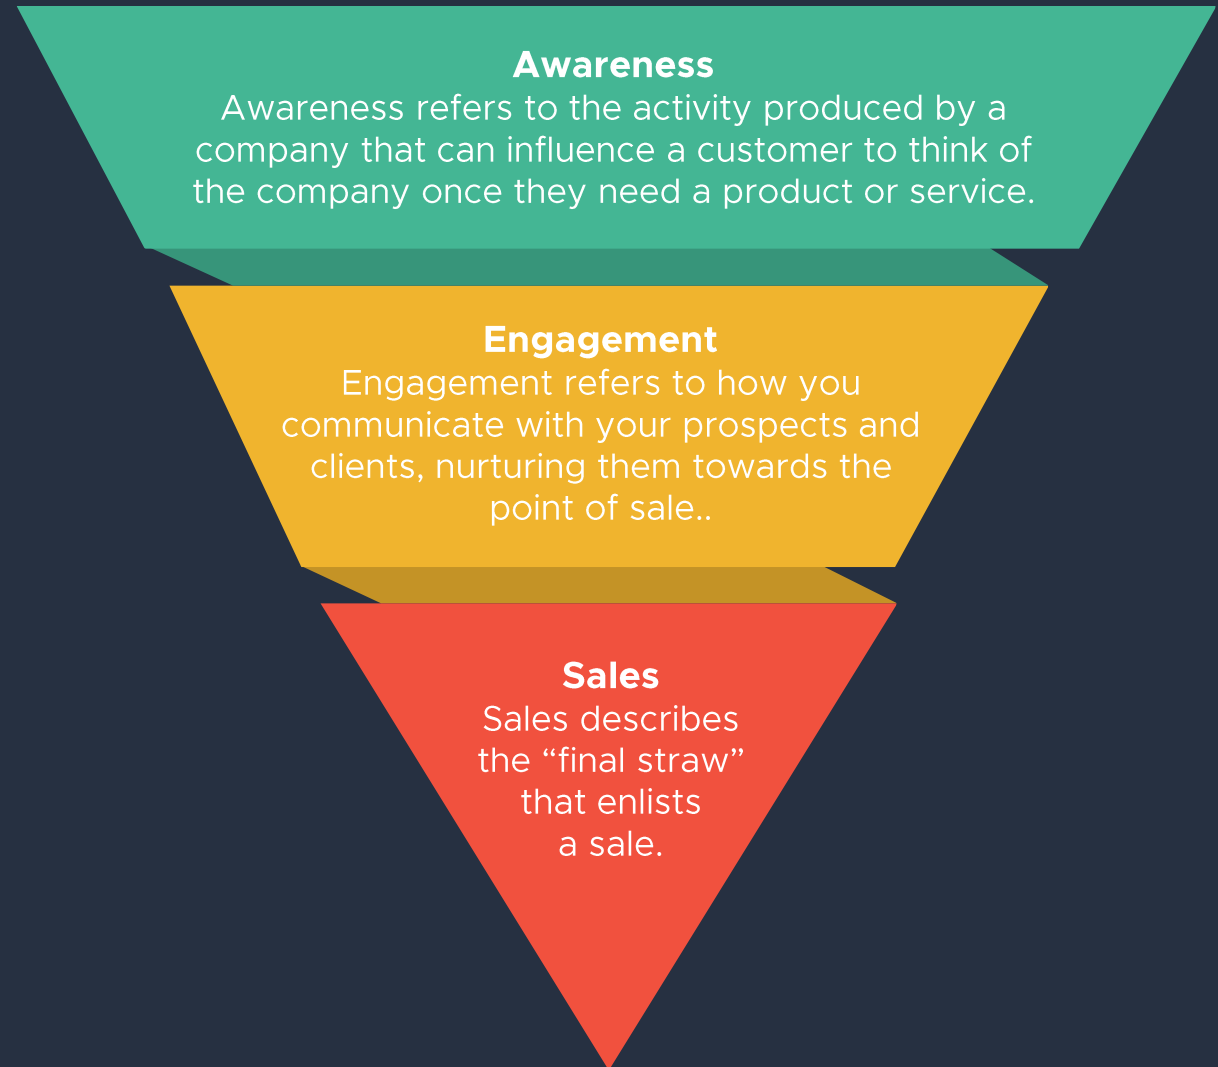 Awareness
Awareness refers to the activity produced by a
company that can influence a customer to think of
the company once they need a product or service.
Engagement
Engagement refers to how you
communicate with your prospects and
clients, nurturing them towards the
point of sale..
Sales
Sales describes
the “final straw”
that enlists
a sale.